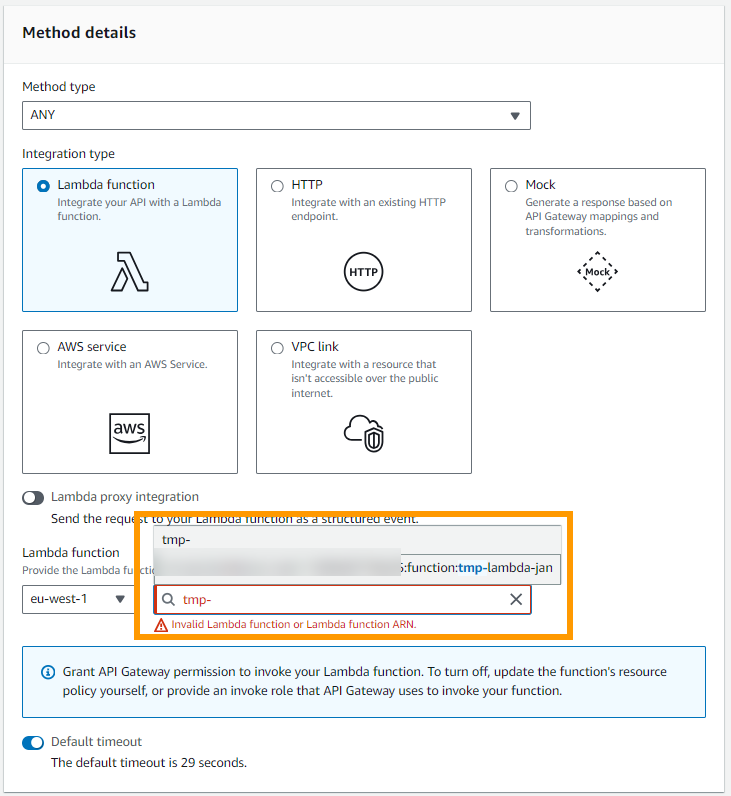 Method details
Method type
ANY
Integration type
Lambda function
Integrate your API with a Lambda
function.
HTTP
Integrate with an existing HTTP
endpoint.
HTTP
Mock
Generate a response based on
API Gateway mappings and
transformations.
Mock
AWS service
Integrate with an AWS Service.
aws
VPC link
Integrate with a resource that
isn't accessible over the public
internet.
Lambda proxy integration
Send the request to your Lambda function as a structured event.
Lambda function
Provide the Lambda
eu-west-1
tmp-
:function:tmp-lambda-jan
tmp-
Invalid Lambda function or Lambda function ARN.
Grant API Gateway permission to invoke your Lambda function. To turn off, update the function's resource
policy yourself, or provide an invoke role that API Gateway uses to invoke your function.
Default timeout
The default timeout is 29 seconds.